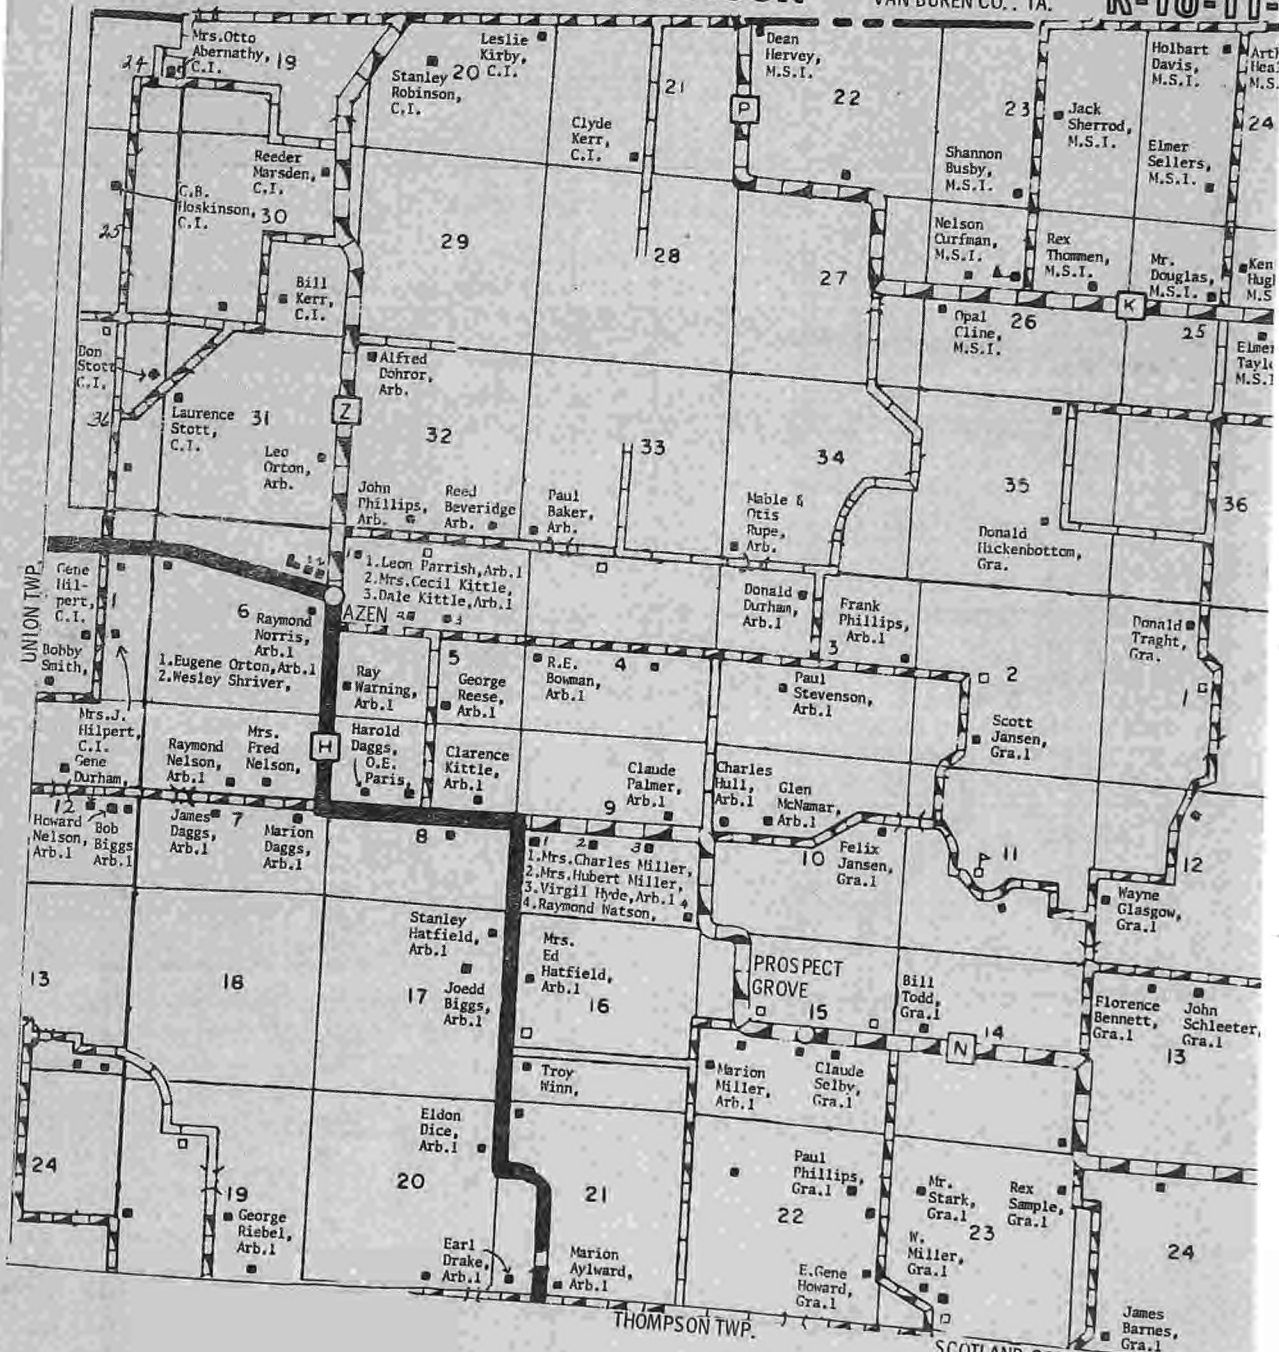 VAN BUREN CO., IA.
R-10-11-
Mrs.Otto
Abernathy,
C.I.
24
19
Stanley
Robinson,
C.I.
20
Leslie
Kirby,
C.I.
21
Clyde
Kerr,
C.I.
Dean
Hervey,
M.S.I.
P
22
23
Jack
Sherrod,
M.S.I.
Holbart
Davis,
M.S.I.
24
Elmer
Sellers,
M.S.I.
Shannon
Busby,
M.S.I.
Reeder
Marsden,
C.I.
C.B.
Hoskinson,
C.I.
30
25
Bill
Kerr,
C.I.
29
28
27
Nelson
Curfman,
M.S.I.
Rex
Thommen,
M.S.I.
Mr.
Douglas,
M.S.I.
Ken
Hug
M.S
K
Opal
Cline,
M.S.I.
26
25
Don
Stott
C.I.
36
Laurence
Stott,
C.I.
31
Leo
Orton,
Arb.
Alfred
Dohror,
Arb.
Z
32
33
34
35
36
John
Phillips,
Arb.
Reed
Beveridge
Arb.
Paul
Baker,
Arb.
Mable &
Otis
Rupe,
Arb.
Donald
Hickenbottom,
Gra.
UNION TWP.
Gene
Hil-
pert,
C.I.
1
Bobby
Smith,
6
Raymond
Norris,
Arb.1
1.Eugene Orton,Arb.1
2.Wesley Shriver,
1.Leon Parrish,Arb.1
2.Mrs.Cecil Kittle,
3.Dale Kittle,Arb.1
AZEN
Ray
Warning,
Arb.1
5
George
Reese,
Arb.1
R.E.
Bowman,
Arb.1
4
Donald
Durham,
Arb.1
Frank
Phillips,
Arb.1
3
Paul
Stevenson,
Arb.1
2
Donald
Traght,
Gra.
1
Scott
Jansen,
Gra.1
Mrs.J.
Hilpert,
C.I.
Gene
Durham,
Raymond
Nelson,
Arb.1
Mrs.
Fred
Nelson,
H
Harold
Daggs,
O.E.
Paris,
Clarence
Kittle,
Arb.1
Claude
Palmer,
Arb.1
9
Charles
Hull,
Arb.1
Glen
McNamar,
Arb.1
12
Howard
Nelson,
Arb.1
Bob
Biggs
Arb.1
James
Daggs,
Arb.1
7
Marion
Daggs,
Arb.1
8
1 2 3
1.Mrs.Charles Miller,
2.Mrs.Hubert Miller,
3.Virgil Hyde,Arb.1
4
4.Raymond Watson,
10
Felix
Jansen,
Gra.1
11
12
Wayne
Glasgow,
Gra.1
Stanley
Hatfield,
Arb.1
13
18
17
Joedd
Biggs,
Arb.1
Mrs.
Ed
Hatfield,
Arb.1
16
PROSPECT
GROVE
15
Bill
Todd,
Gra.1
N
14
Florence
Bennett,
Gra.1
John
Schleeter,
Gra.1
13
Troy
Winn,
Marion
Miller,
Arb.1
Claude
Selby,
Gra.1
Eldon
Dice,
Arb.1
24
19
George
Riebel,
Arb.1
20
21
Paul
Phillips,
Gra.1
22
Mr.
Stark,
Gra.1
Rex
Sample,
Gra.1
23
W.
Miller,
Gra.1
24
Earl
Drake,
Arb.1
Marion
Aylward,
Arb.1
E.Gene
Howard,
Gra.1
James
Barnes,
Gra.1
THOMPSON TWP.